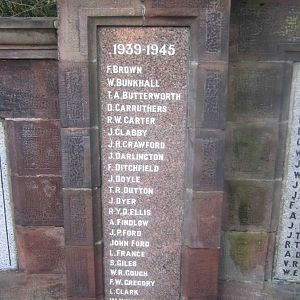 1939-1945
F. BROWN
W. BUNKHALL
T. A. BUTTERWORTH
D. CARRUTHERS
R. W. CARTER
J. CLABBY
J. H. CRAWFORD
J. DARLINGTON
F. DITCHFIELD
J. DOYLE
T. R. DUTTON
J. DYER
R. Y. D. ELLIS
A. FINDLOW
J. P. FORD
JOHN FORD
L. FRANCE
S. GILES
W. R. GOUGH
F. W. GREGORY
L. CLARK